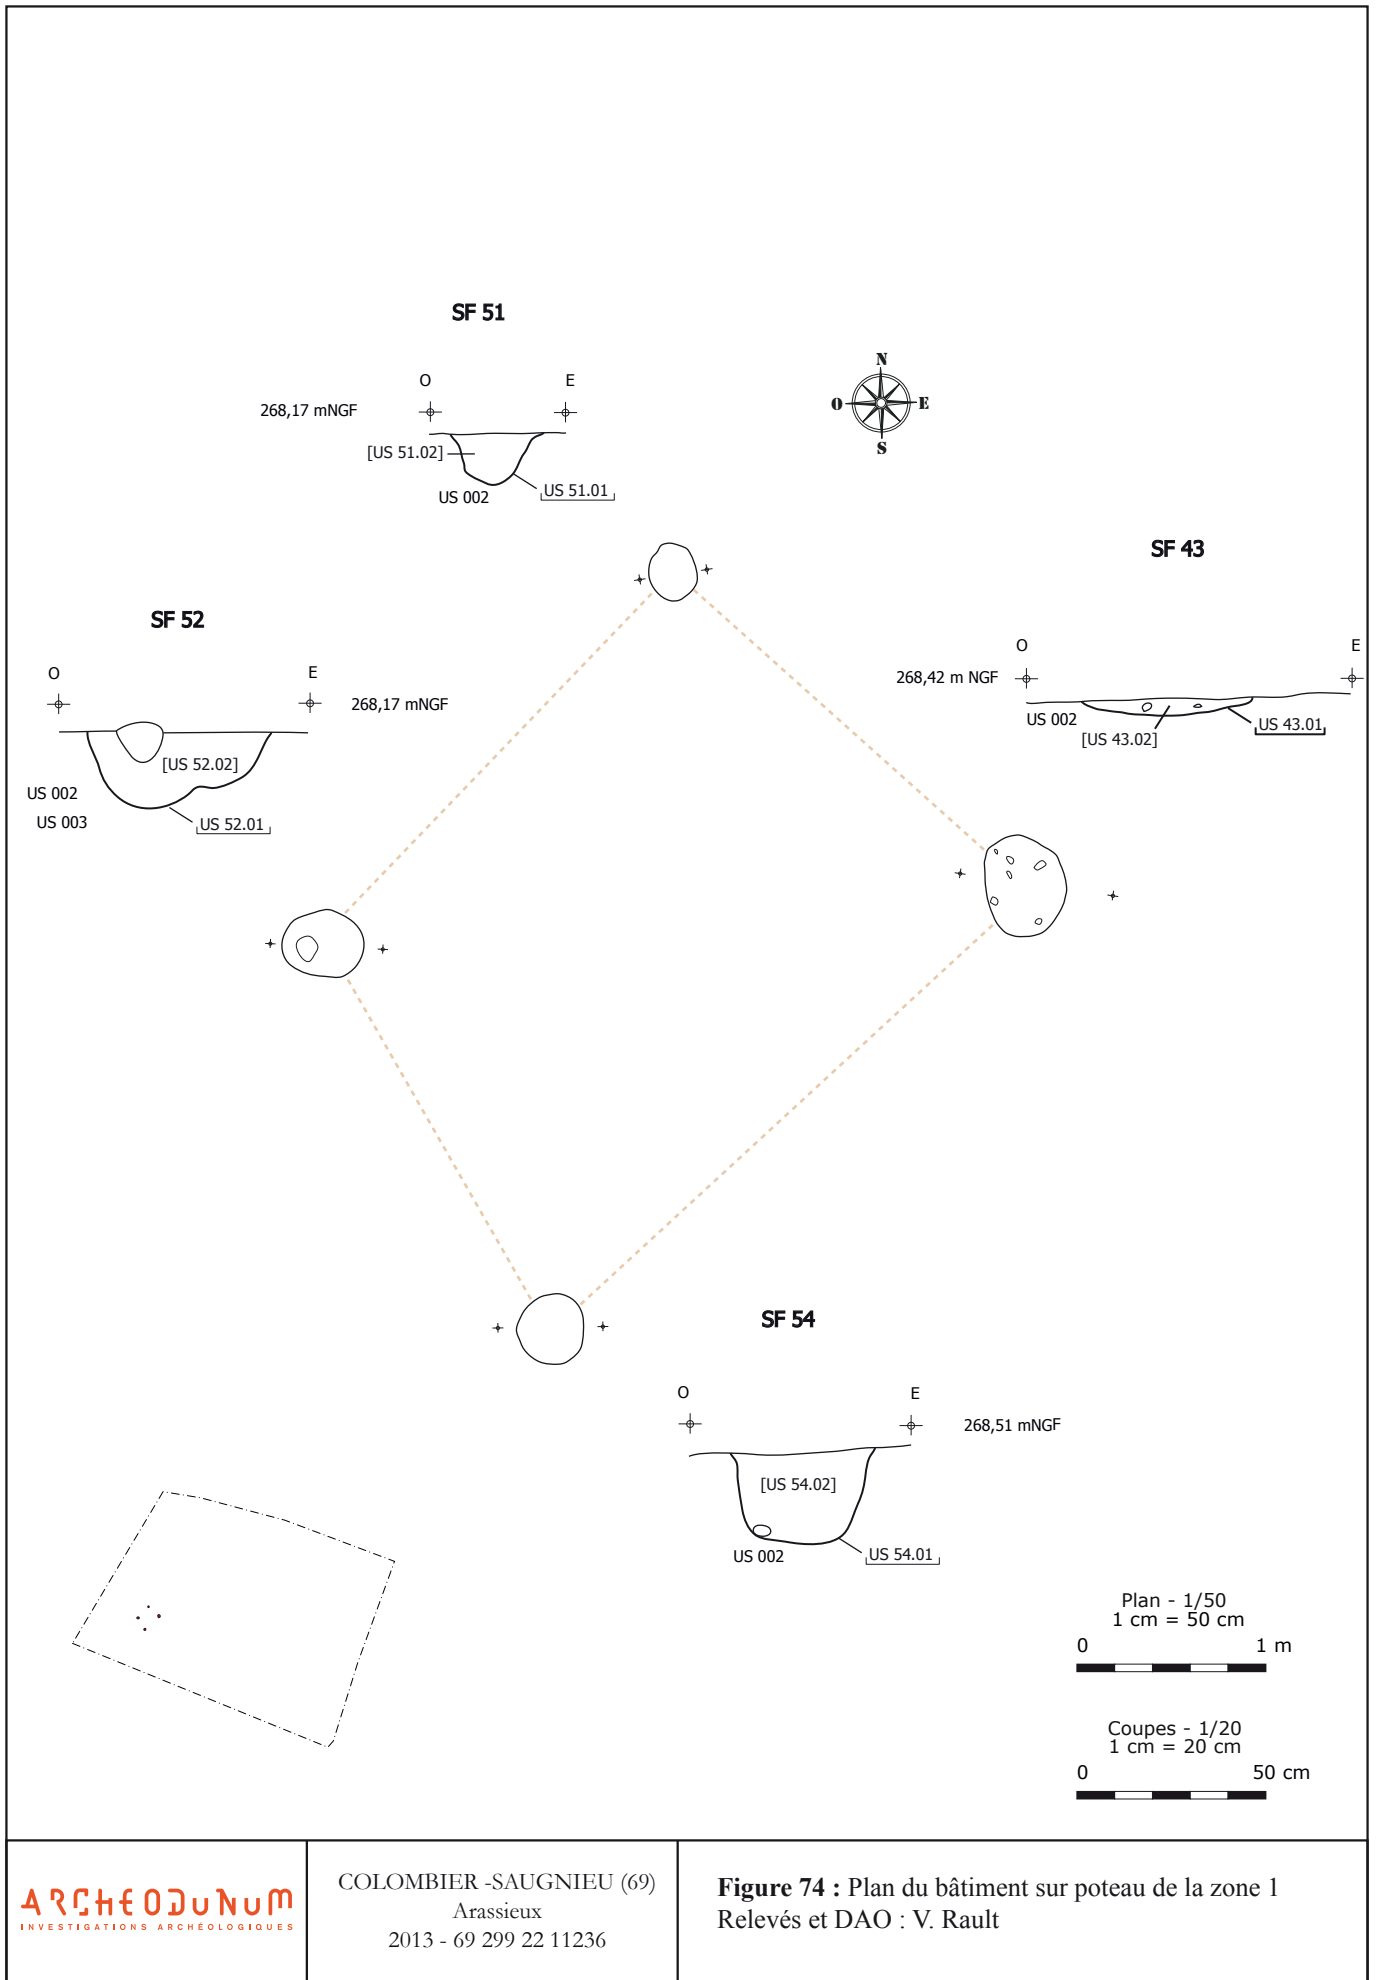 SF 51
N
O E
S
O E
268,17 mNGF
[US 51.02]
US 002
US 51.01
SF 43
O E
268,42 m NGF
US 002
[US 43.02]
US 43.01
SF 52
O E
268,17 mNGF
[US 52.02]
US 002
US 003
US 52.01
SF 54
O E
268,51 mNGF
[US 54.02]
US 002
US 54.01
Plan - 1/50
1 cm = 50 cm
0 1 m
Coupes - 1/20
1 cm = 20 cm
0 50 cm
ARCHEODUNUM
INVESTIGATIONS ARCHÉOLOGIQUES
COLOMBIER -SAUGNIEU (69)
Arassieux
2013 - 69 299 22 11236
Figure 74 : Plan du bâtiment sur poteau de la zone 1
Relevés et DAO : V. Rault